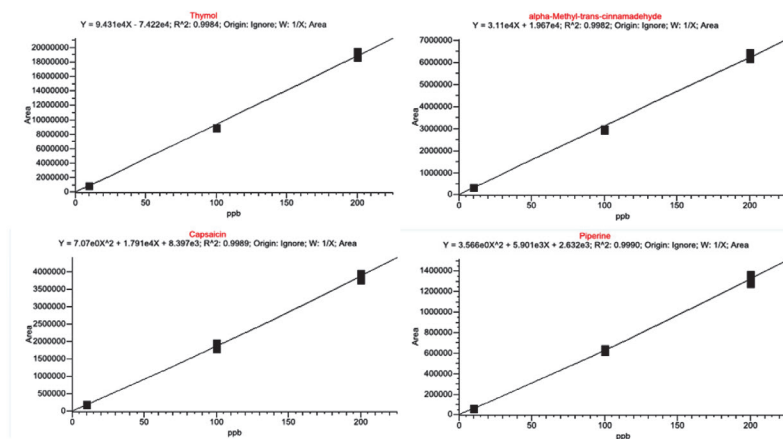 Thymol
Y = 9.431e4X - 7.422e4; R^2: 0.9984; Origin: Ignore; W: 1/X; Area
20000000
18000000
16000000
14000000
12000000
10000000
8000000
6000000
4000000
2000000
0
Area
0 50 100 150 200
ppb
alpha-Methyl-trans-cinnamadehyde
Y = 3.11e4X + 1.967e4; R^2: 0.9982; Origin: Ignore; W: 1/X; Area
7000000
6000000
5000000
4000000
3000000
2000000
1000000
0
Area
0 50 100 150 200
ppb
Capsaicin
Y = 7.07e0X^2 + 1.791e4X + 8.397e3; R^2: 0.9989; Origin: Ignore; W: 1/X; Area
4000000
3500000
3000000
2500000
2000000
1500000
1000000
500000
0
Area
0 50 100 150 200
ppb
Piperine
Y = 3.566e0X^2 + 5.901e3X + 2.632e3; R^2: 0.9990; Origin: Ignore; W: 1/X; Area
1400000
1200000
1000000
800000
600000
400000
200000
0
Area
0 50 100 150 200
ppb